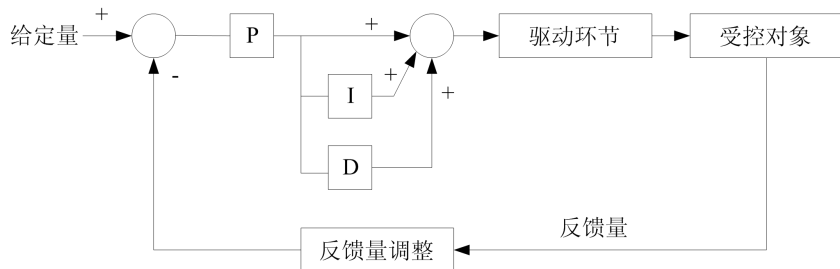 给定量 + P + 驱动环节 受控对象
- I +
D +
反馈量
反馈量调整